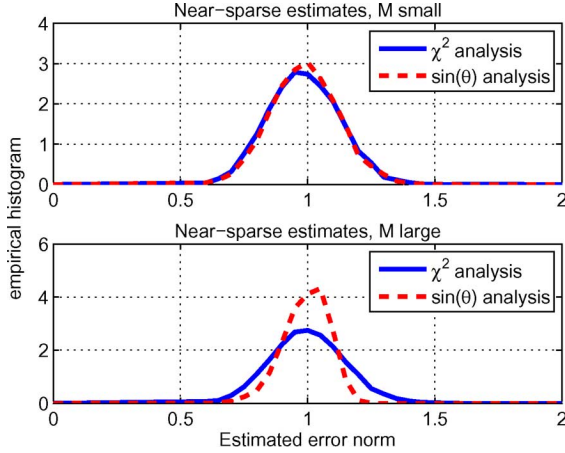 Near-sparse estimates, M small
4
3
2
1
0
0
0.5
1
1.5
2
χ² analysis
sin(θ) analysis
empirical histogram
Near-sparse estimates, M large
6
4
2
0
0
0.5
1
1.5
2
χ² analysis
sin(θ) analysis
Estimated error norm